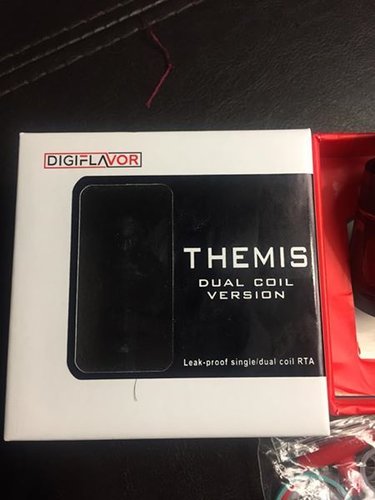 DIGIFLAVOR
THEMIS
DUAL COIL
VERSION
Leak-proof single/dual coil RTA